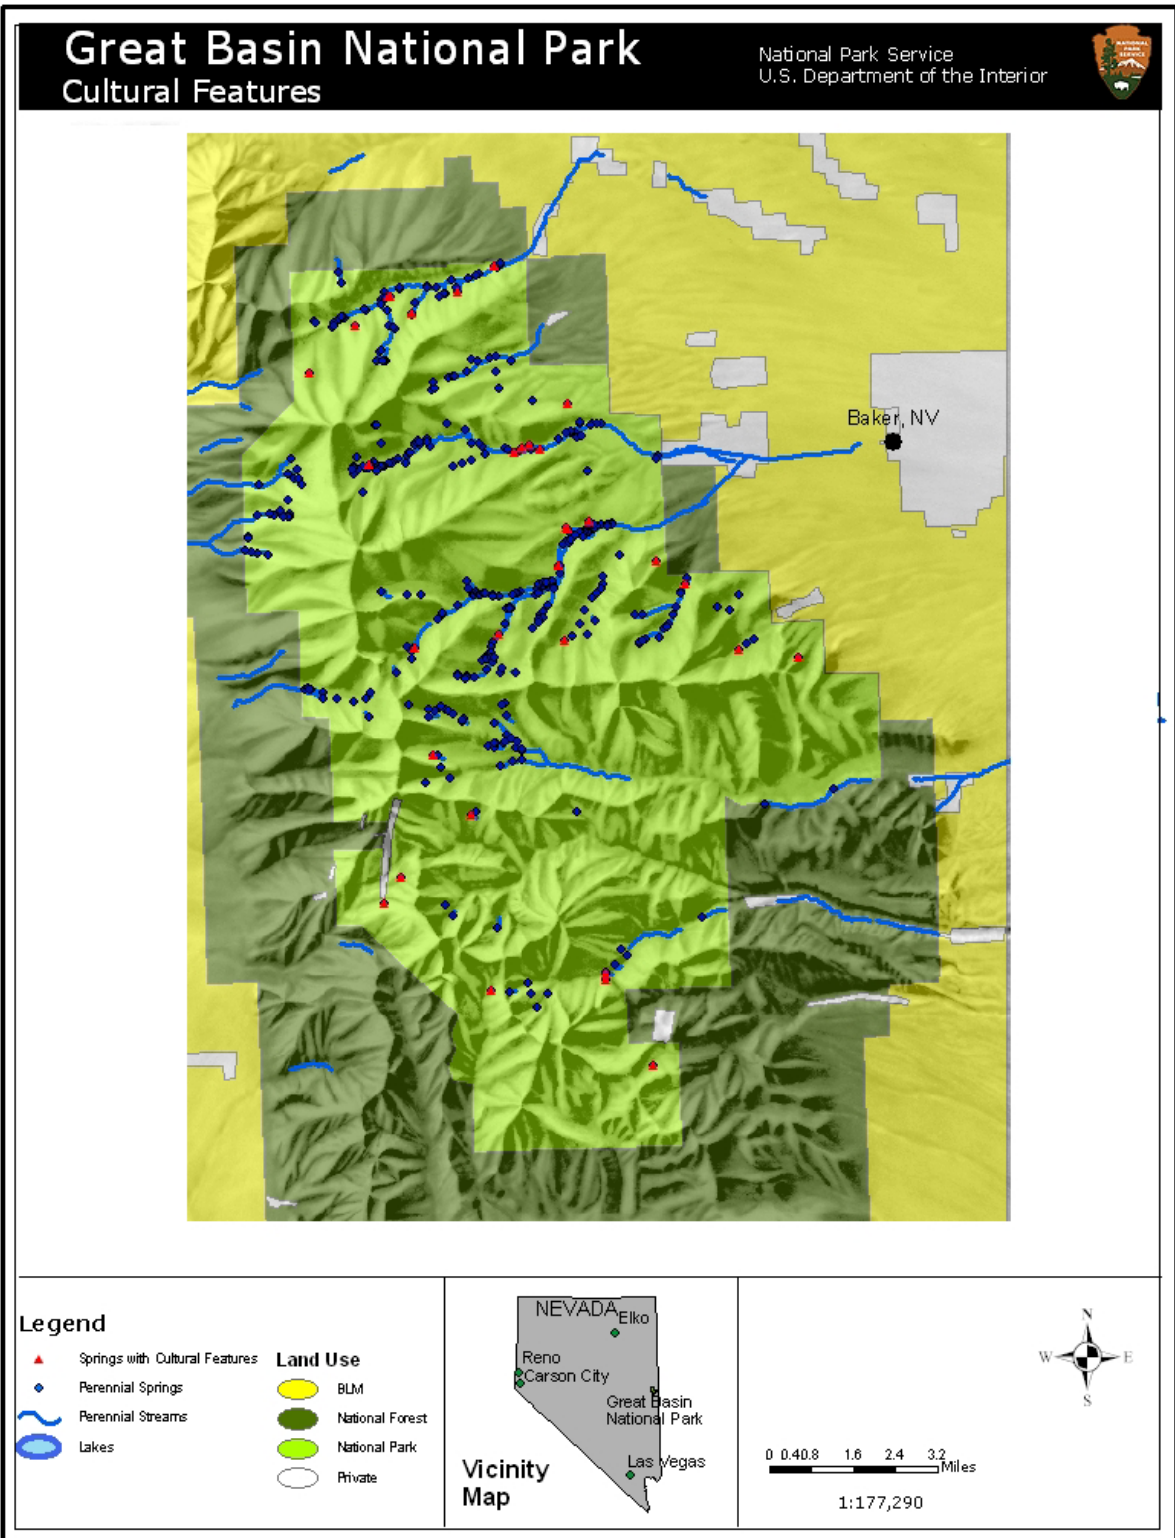 Great Basin National Park
Cultural Features
National Park Service
U.S. Department of the Interior
NATIONAL
PARK
SERVICE
Baker, NV
Legend
Springs with Cultural Features
Perennial Springs
Perennial Streams
Lakes
Land Use
BLM
National Forest
National Park
Private
NEVADA
Elko
Reno
Carson City
Great Basin
National Park
Las Vegas
Vicinity
Map
N
W
E
S
0 0.40.8 1.6 2.4 3.2
Miles
1:177,290